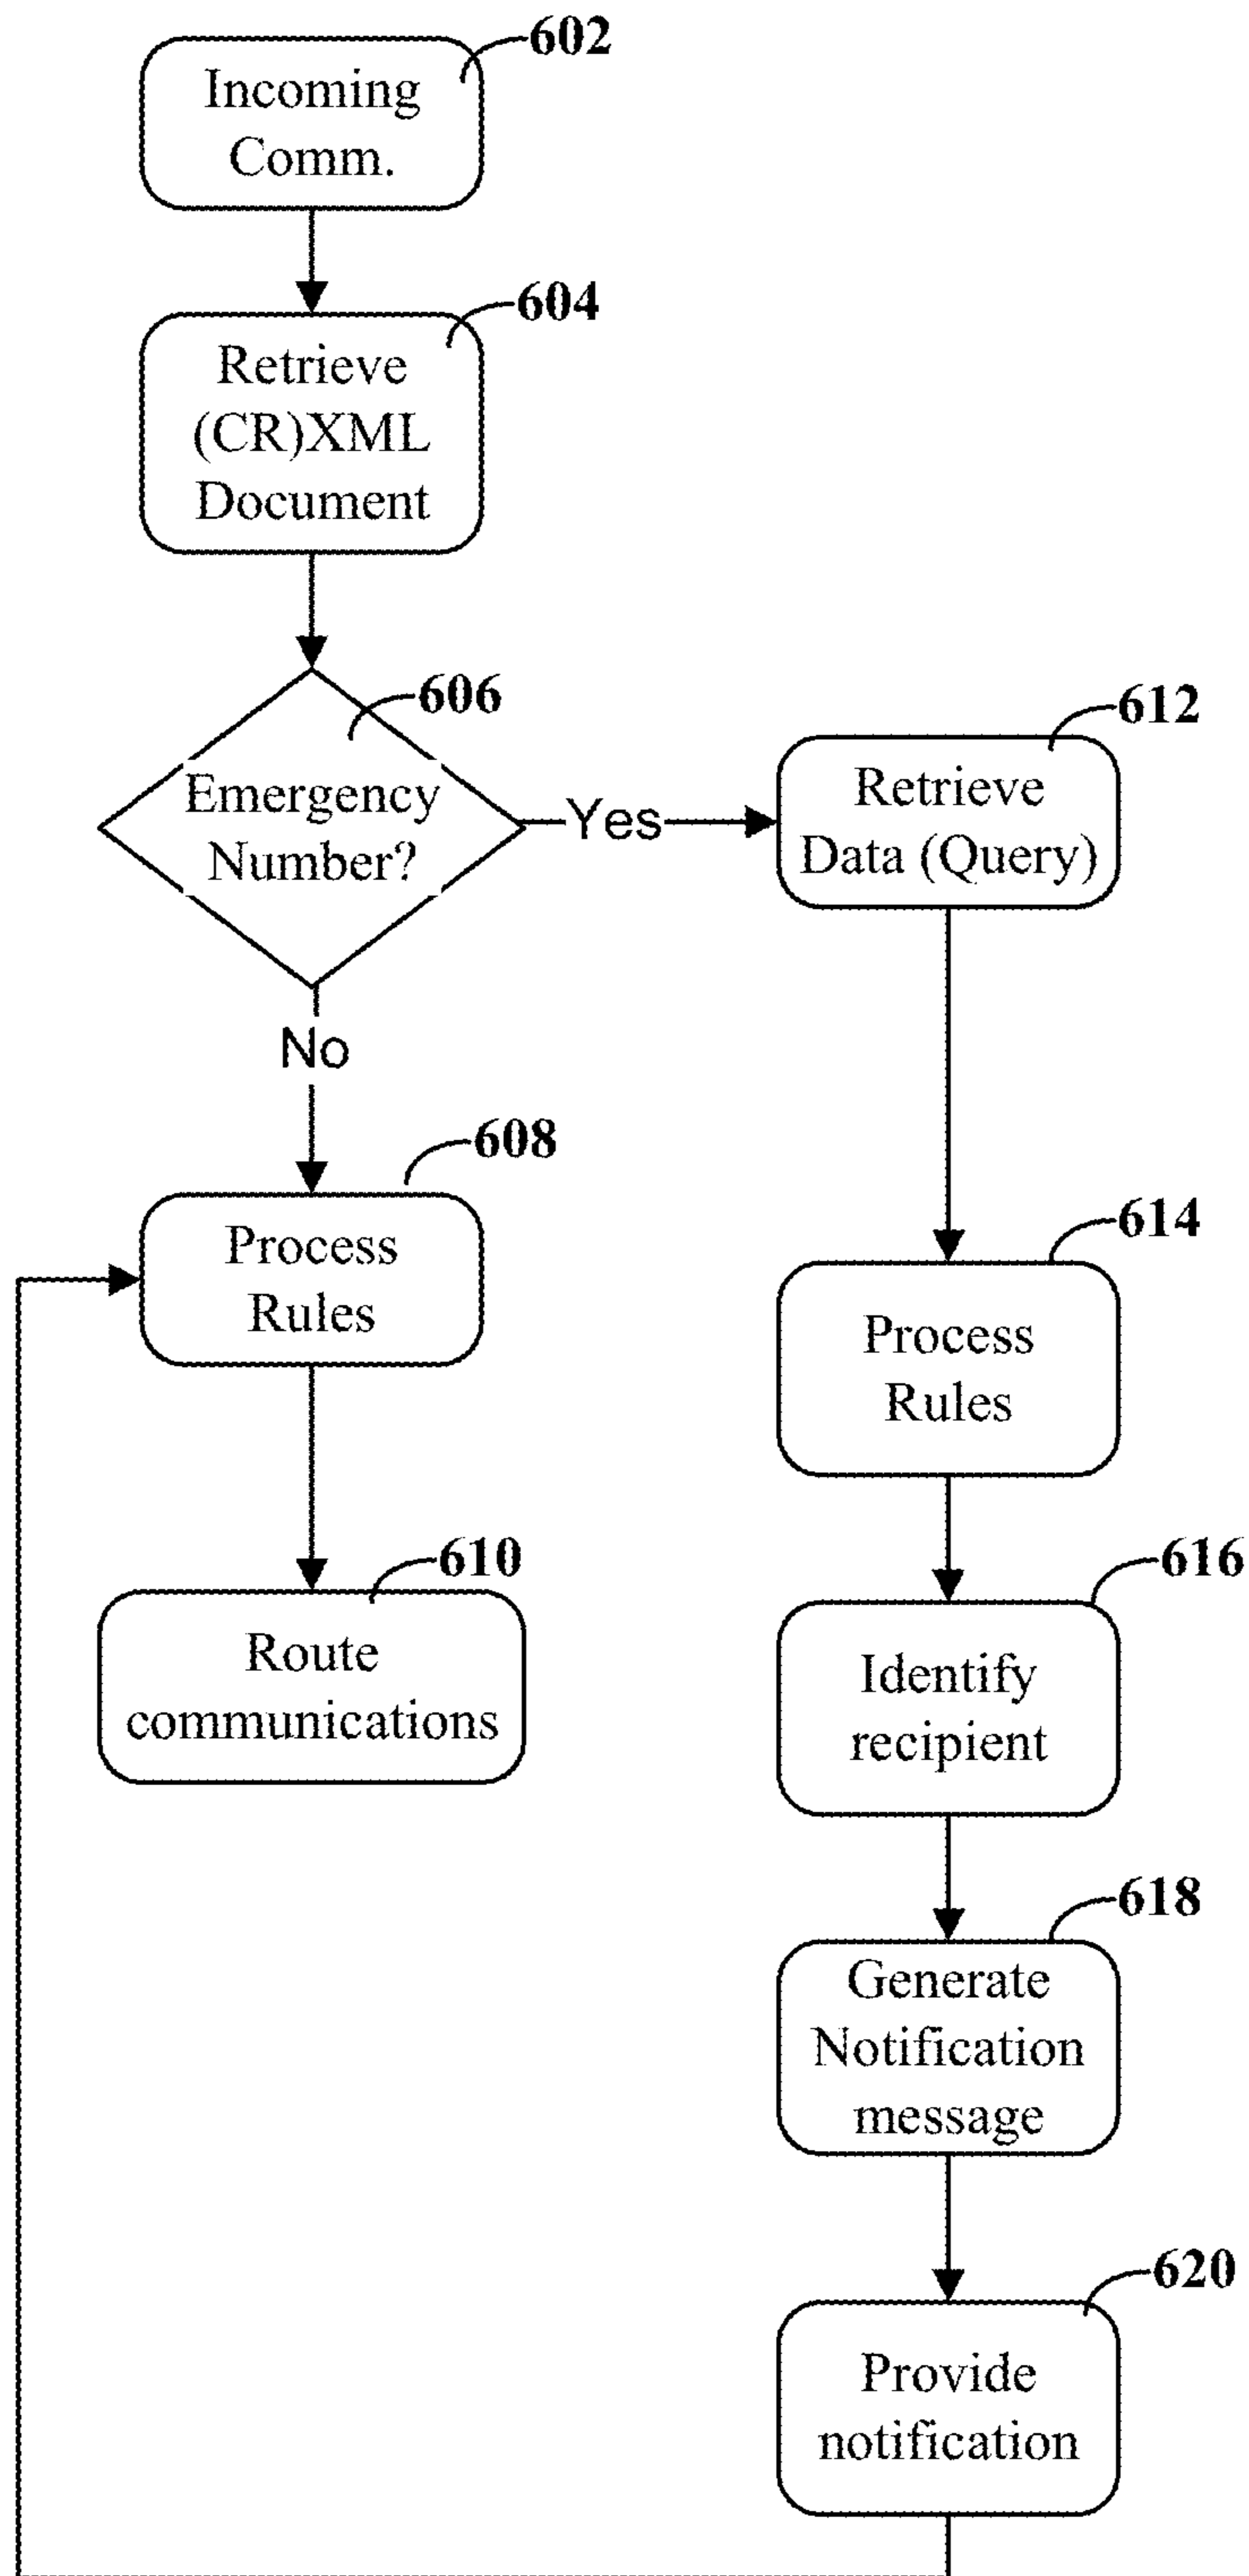 602
Incoming
Comm.
604
Retrieve
(CR)XML
Document
606
Emergency
Number?
Yes
612
Retrieve
Data (Query)
No
608
Process
Rules
614
Process
Rules
610
Route
communications
616
Identify
recipient
618
Generate
Notification
message
620
Provide
notification